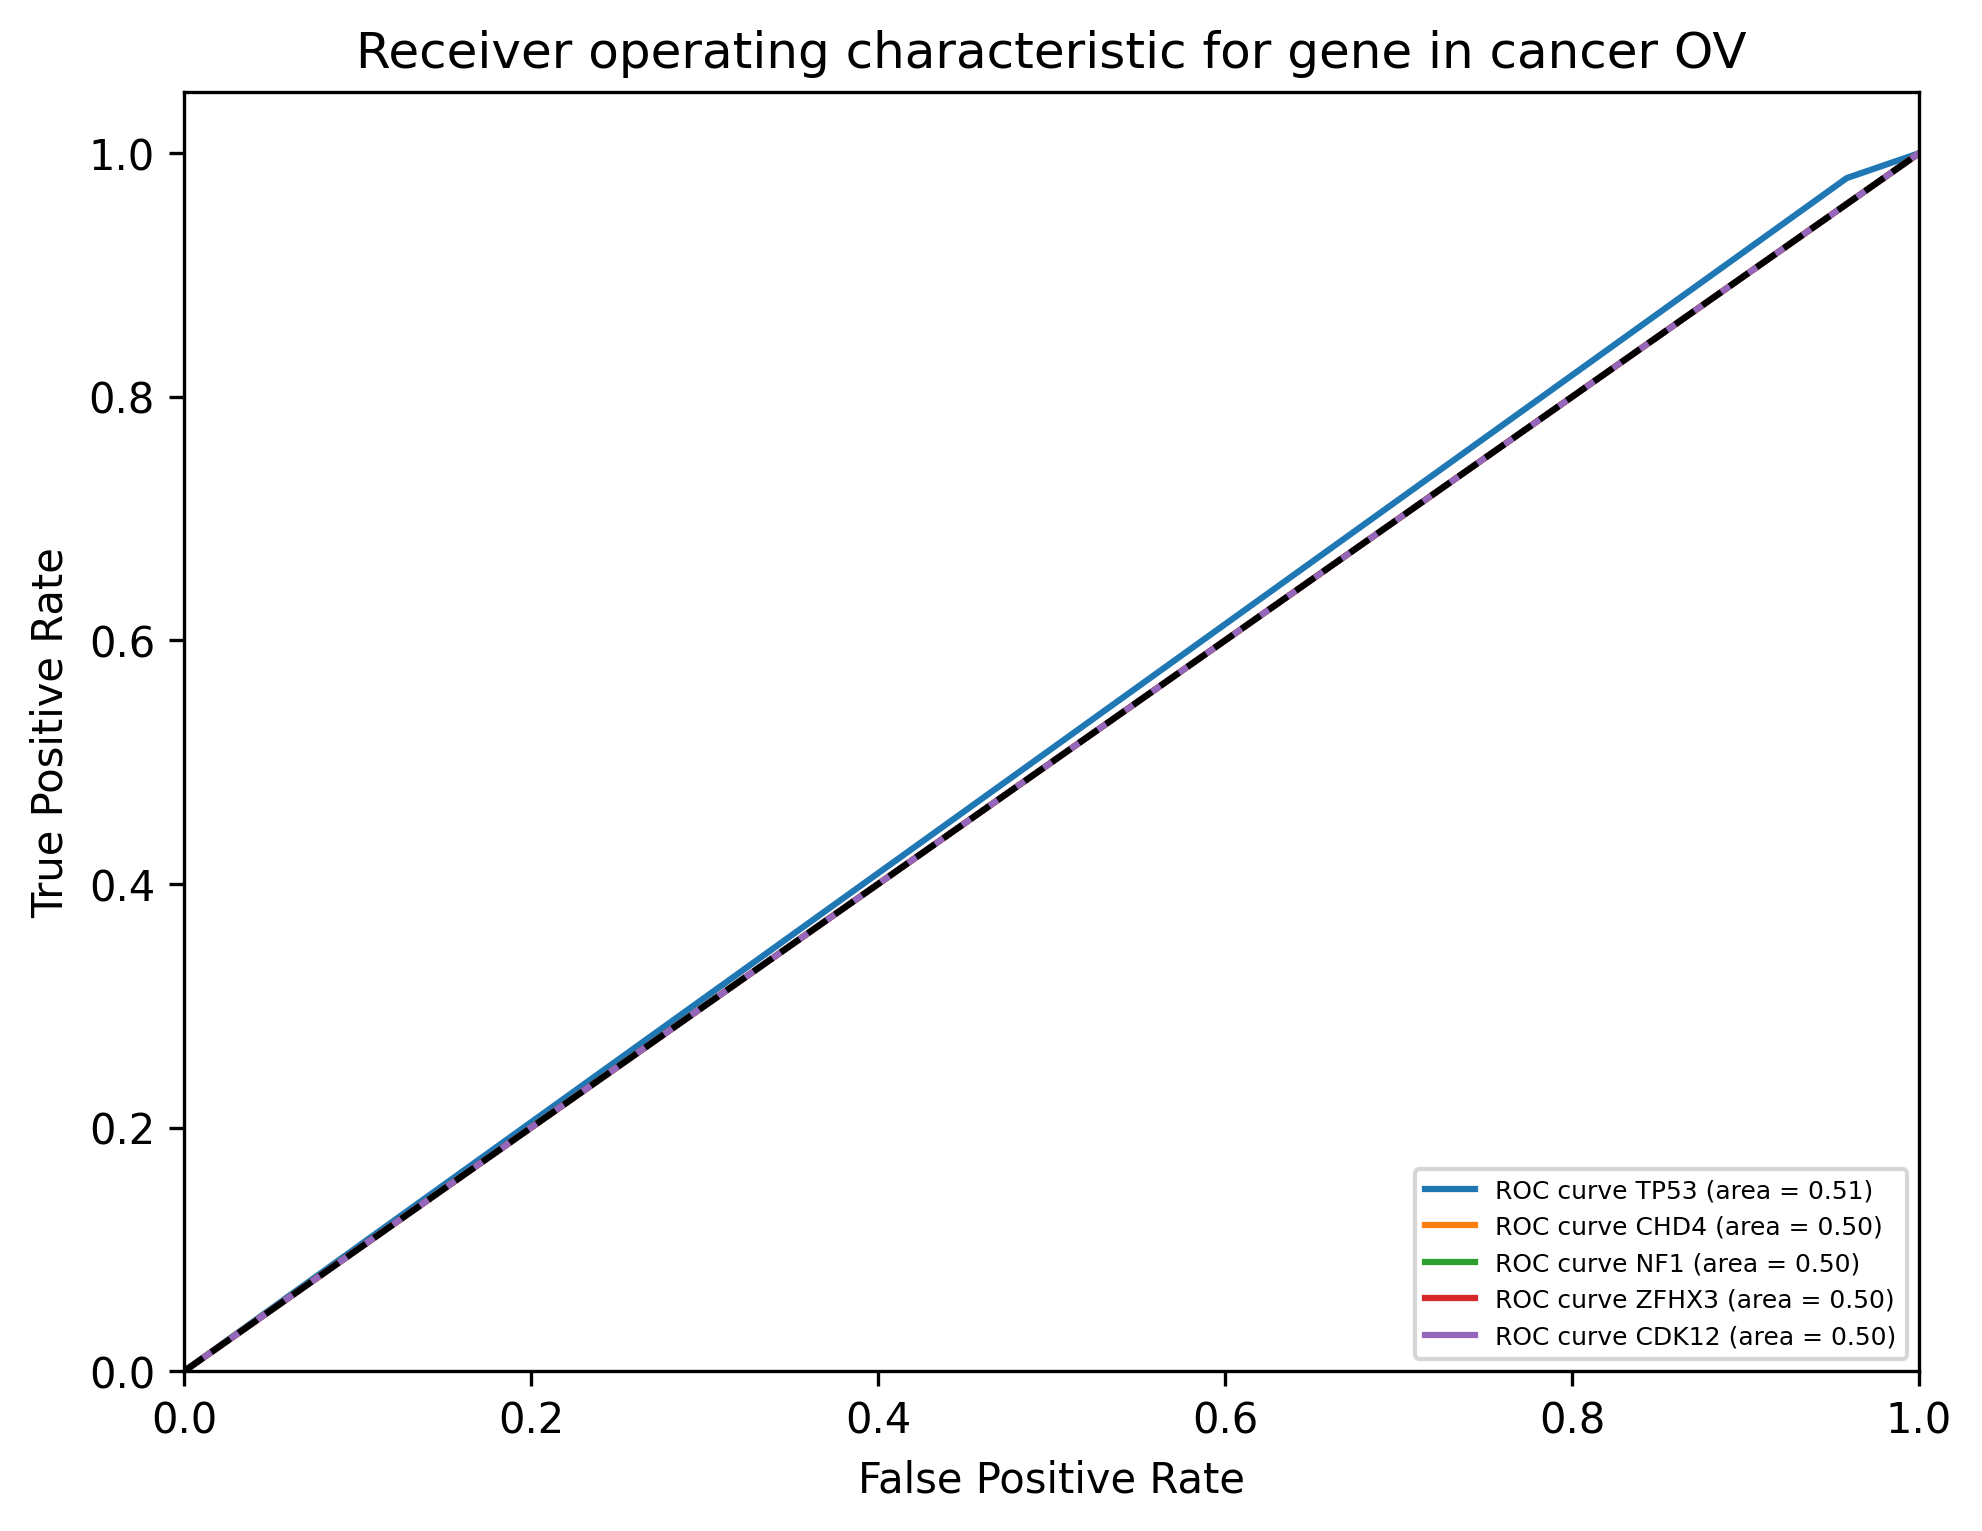 Receiver operating characteristic for gene in cancer OV
1.0
0.8
0.6
0.4
0.2
0.0
True Positive Rate
ROC curve TP53 (area = 0.51)
ROC curve CHD4 (area = 0.50)
ROC curve NF1 (area = 0.50)
ROC curve ZFHX3 (area = 0.50)
ROC curve CDK12 (area = 0.50)
0.0 0.2 0.4 0.6 0.8 1.0
False Positive Rate